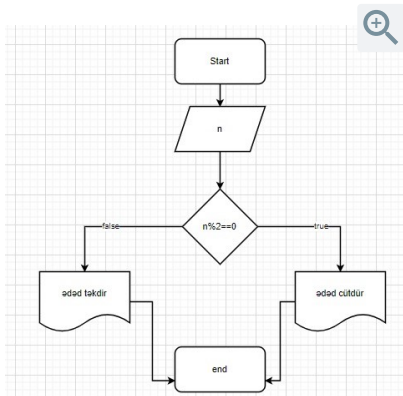 Start
n
n%2==0
false
true
ədəd təkdir
ədəd cütdür
end